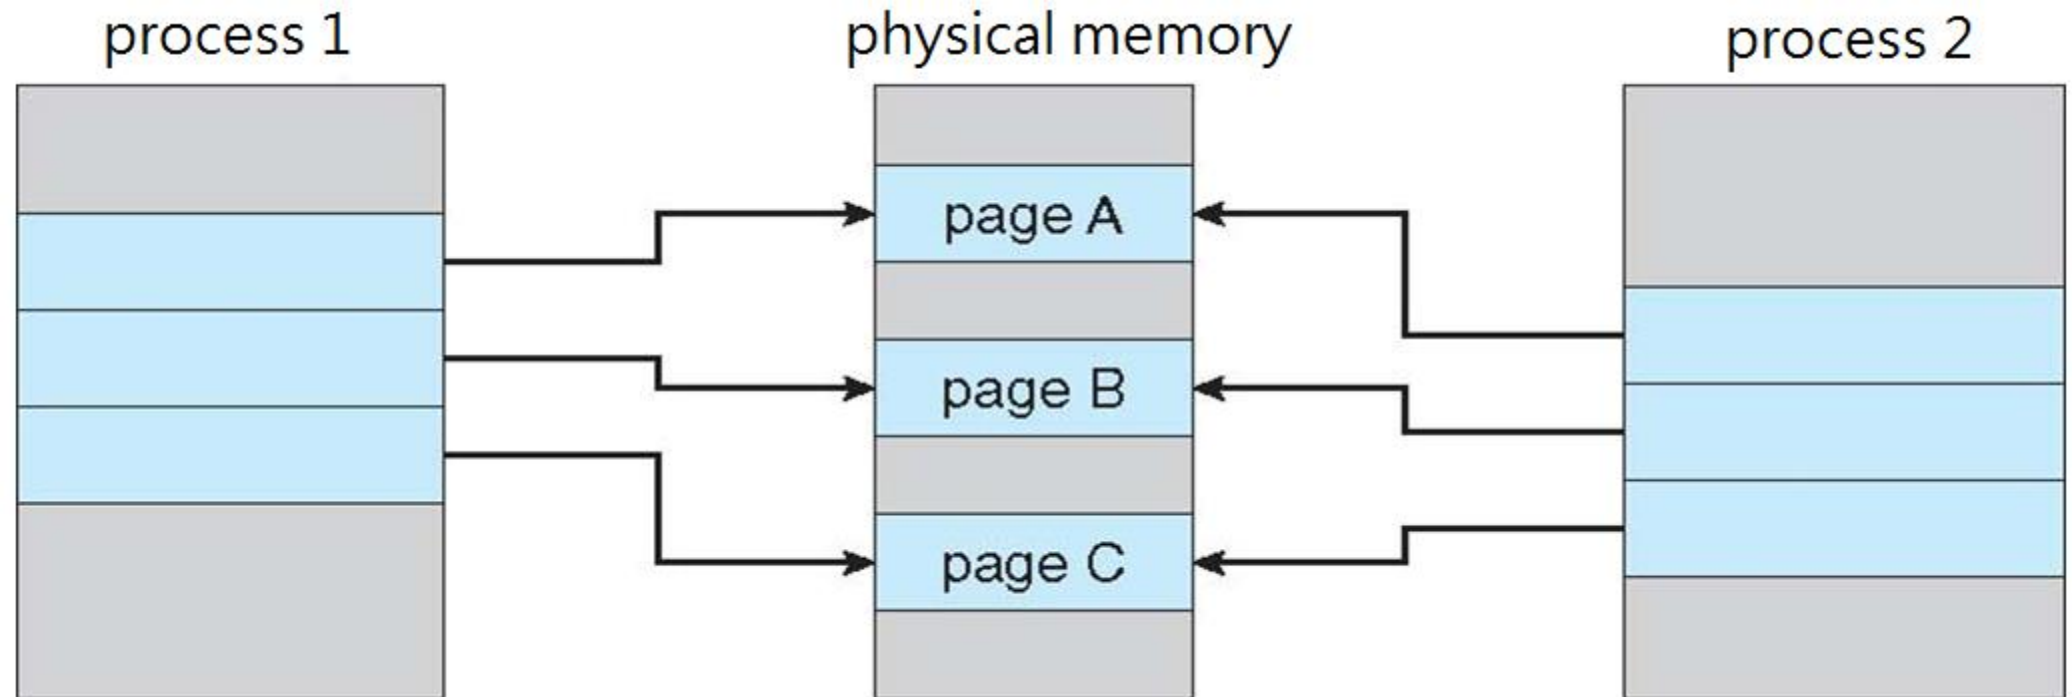 process 1
physical memory
process 2
page A
page B
page C